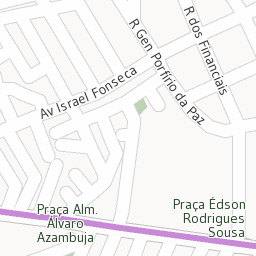 R Gen Porfírio da Paz
R dos Financiais
Av Israel Fonseca
Praça Alm.
Álvaro
Azambuja
Praça Édson
Rodrigues
Sousa